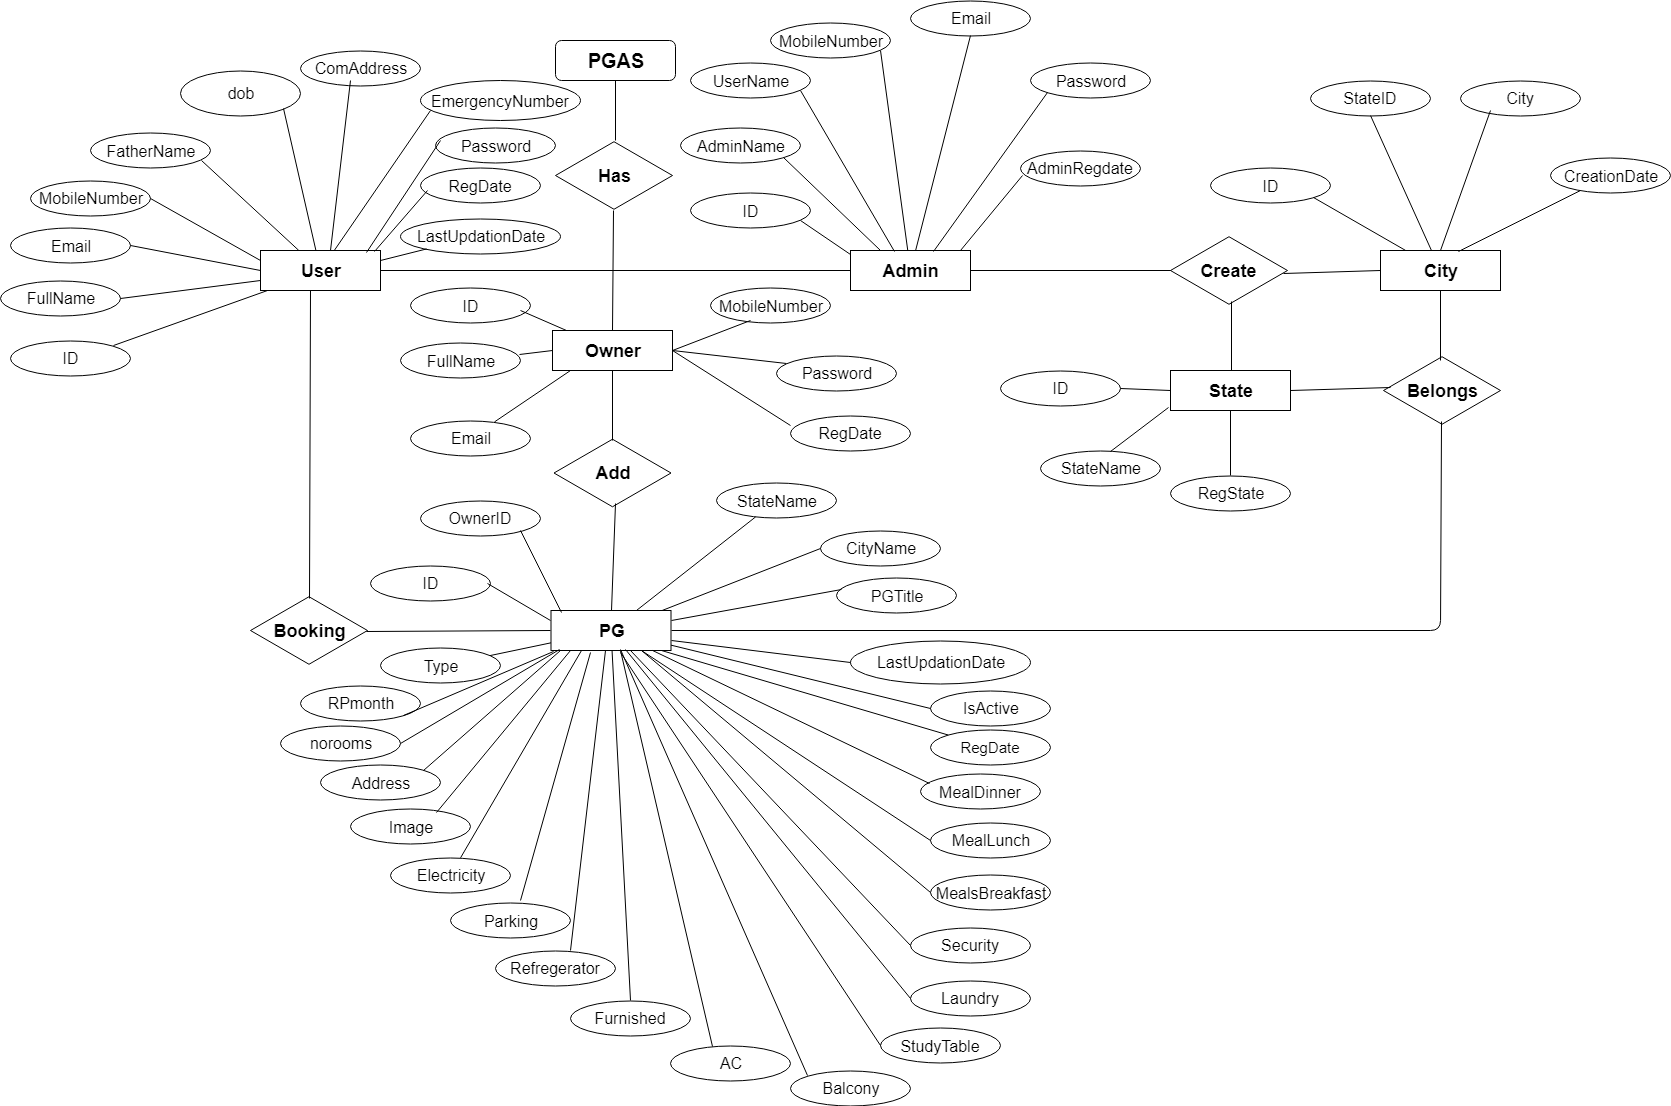 Email
MobileNumber
PGAS
ComAddress
UserName
Password
dob
EmergencyNumber
StateID
City
FatherName
Password
AdminName
AdminRegdate
Has
CreationDate
RegDate
ID
MobileNumber
ID
LastUpdationDate
Email
User
Admin
Create
City
FullName
ID
MobileNumber
Owner
ID
FullName
Password
ID
State
Belongs
Email
RegDate
StateName
Add
RegState
StateName
OwnerID
CityName
ID
PGTitle
Booking
PG
Type
LastUpdationDate
RPmonth
IsActive
norooms
RegDate
Address
MealDinner
Image
MealLunch
Electricity
MealsBreakfast
Parking
Security
Refregerator
Laundry
Furnished
StudyTable
AC
Balcony